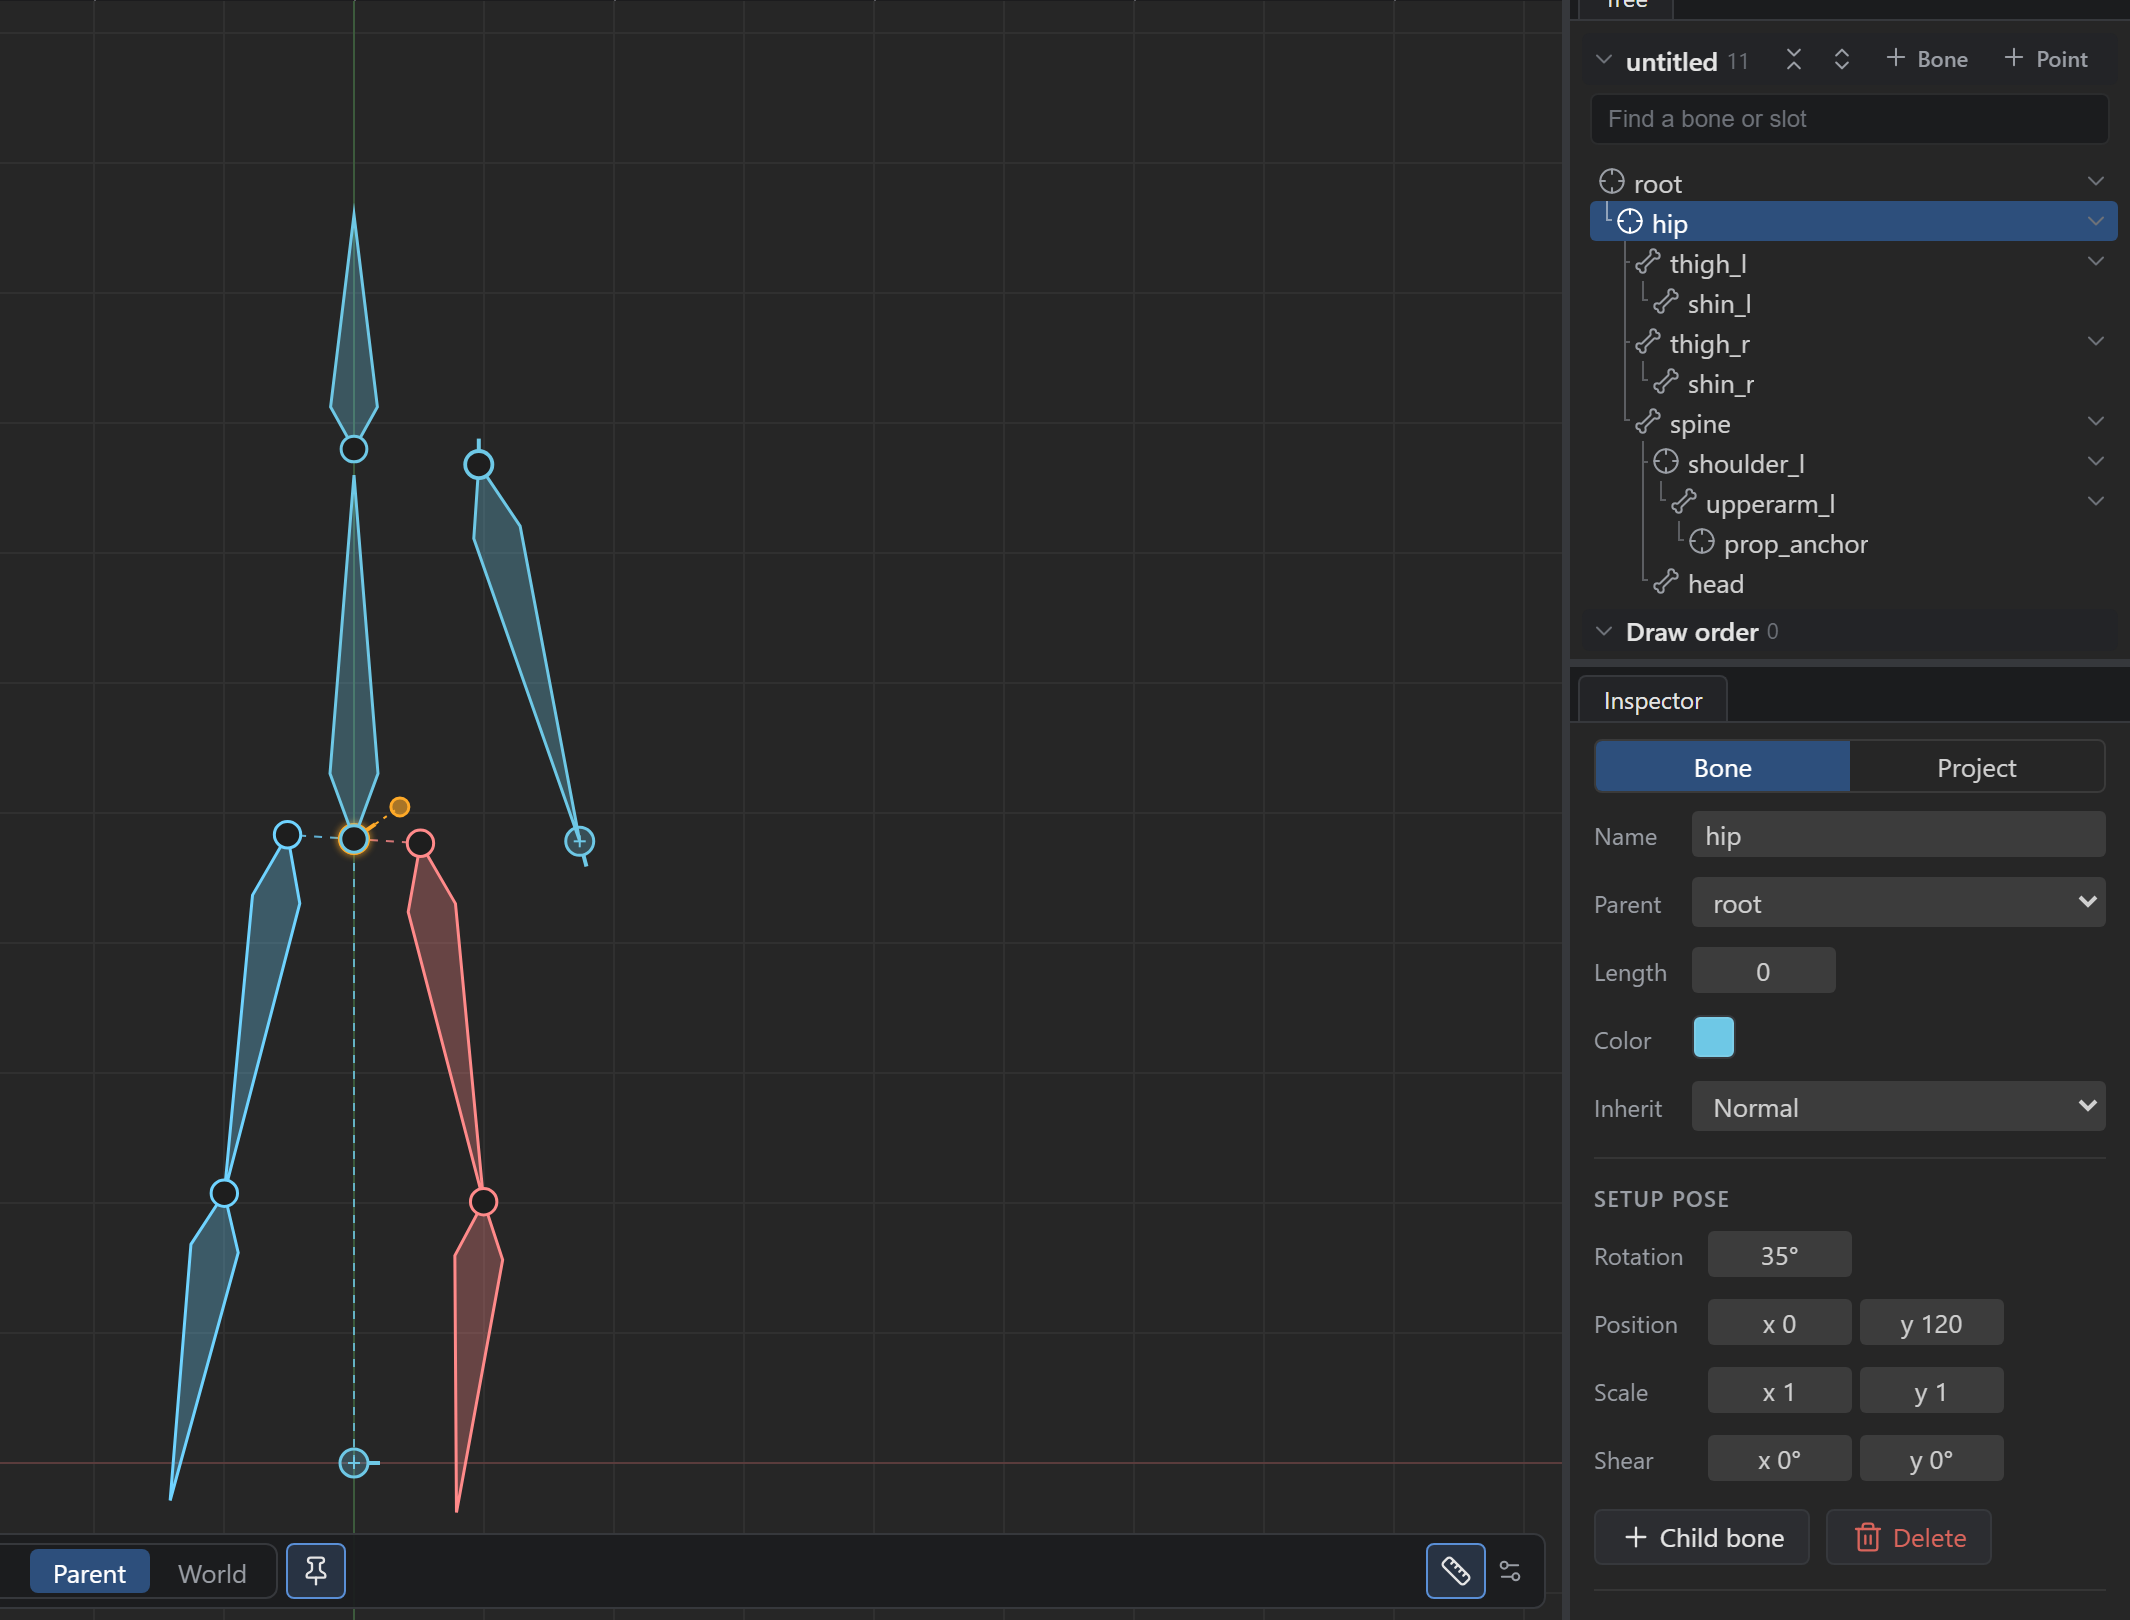 Tree
untitled 11 + Bone + Point
Find a bone or slot
root
hip
thigh_l
shin_l
thigh_r
shin_r
spine
shoulder_l
upperarm_l
prop_anchor
head
Draw order 0
Inspector
Bone Project
Name hip
Parent root
Length 0
Color
Inherit Normal
SETUP POSE
Rotation 35°
Position x 0 y 120
Scale x 1 y 1
Shear x 0° y 0°
+ Child bone Delete
Parent World